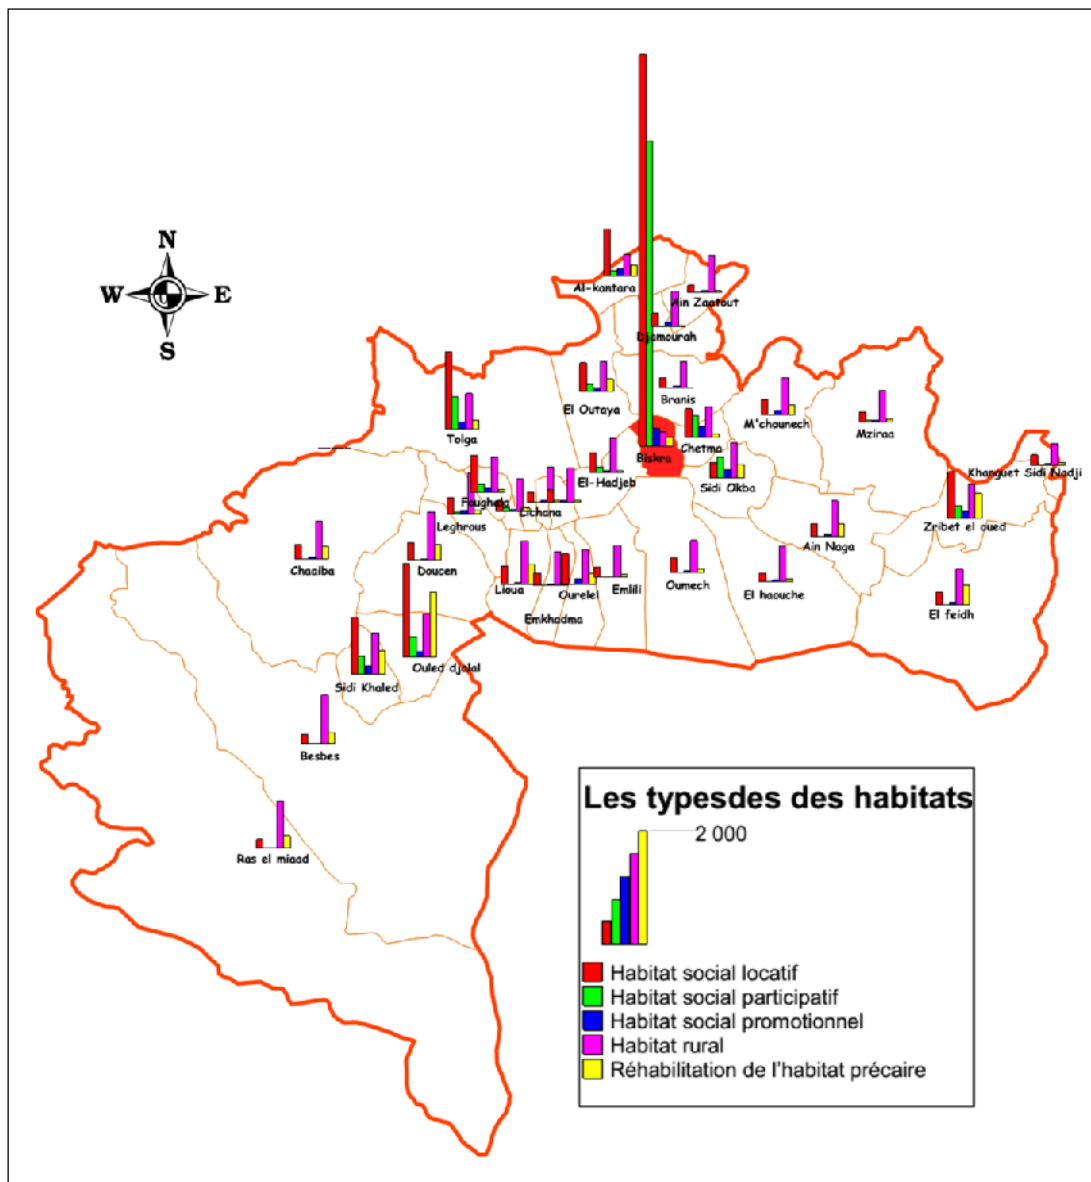 N
W E
S
Al-kantara
Ain Zaatout
Djamourah
El Outaya
Branis
M'chounech
Mziraa
Tolga
Chetma
Biskra
Khanguet Sidi Nadji
El-Hadjeb
Sidi Okba
Lichana
Leghrous
Zribet el oued
Ain Naga
Chaaiba
Doucen
Lioua
Ourelel
Emlili
Oumech
El haouche
El feidh
Emkhadma
Ouled djalal
Sidi Khaled
Besbes
Ras el miaad
Les typesdes des habitats
2 000
Habitat social locatif
Habitat social participatif
Habitat social promotionnel
Habitat rural
Réhabilitation de l'habitat précaire